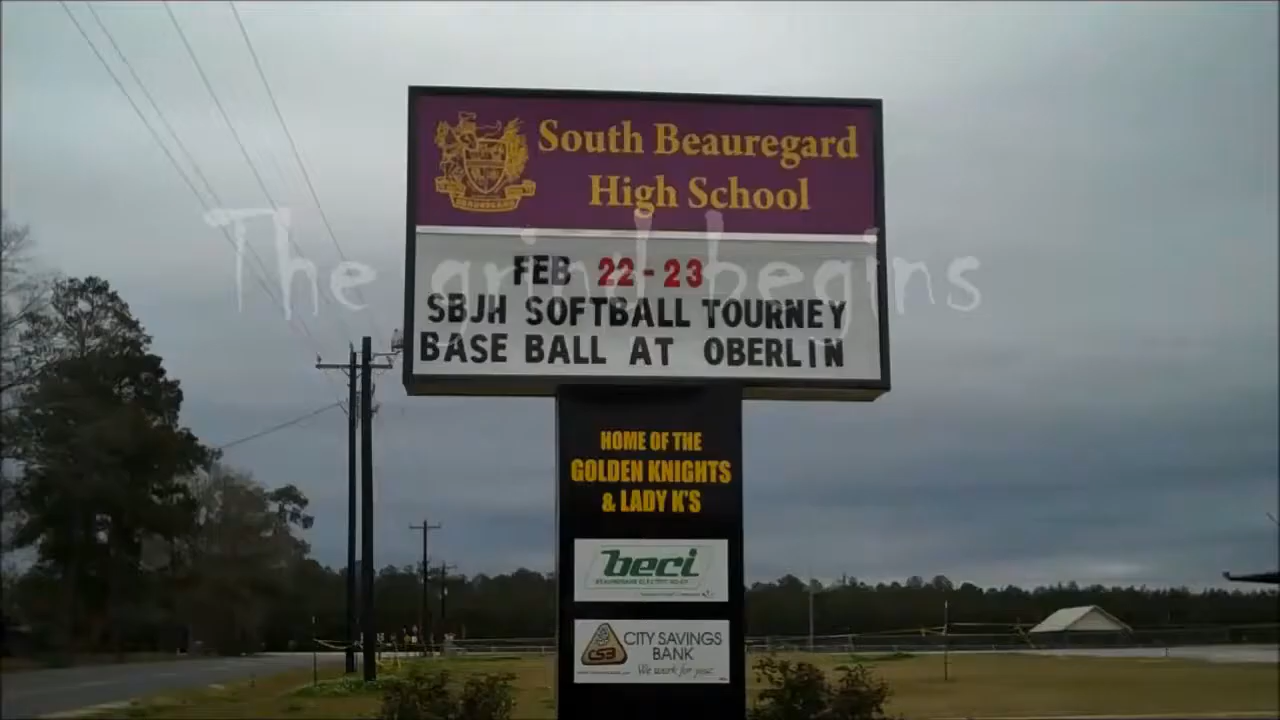 South Beauregard
High School
The grind begins
FEB 22-23
SBJH SOFTBALL TOURNEY
BASE BALL AT OBERLIN
HOME OF THE
GOLDEN KNIGHTS
& LADY K'S
beci
CSB
CITY SAVINGS
BANK
We work for you.